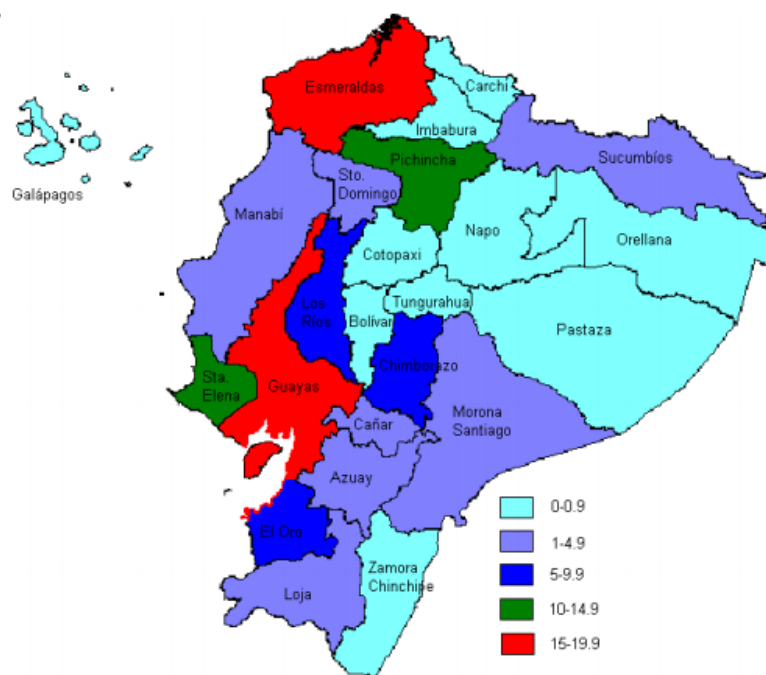 Esmeraldas
Carchi
Imbabura
Pichincha
Sucumbíos
Galápagos
Sto.
Domingo
Manabí
Cotopaxi
Napo
Orellana
Los
Ríos
Bolívar
Tungurahua
Pastaza
Chimborazo
Sta.
Elena
Guayas
Cañar
Morona
Santiago
Azuay
El Oro
Loja
Zamora
Chinchipe
0-0.9
1-4.9
5-9.9
10-14.9
15-19.9